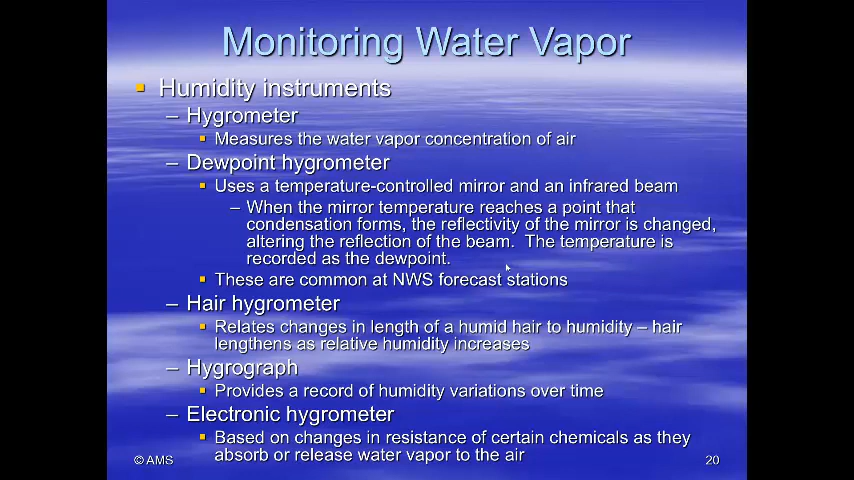 Monitoring Water Vapor
▪ Humidity instruments
– Hygrometer
▪ Measures the water vapor concentration of air
– Dewpoint hygrometer
▪ Uses a temperature-controlled mirror and an infrared beam
– When the mirror temperature reaches a point that
condensation forms, the reflectivity of the mirror is changed,
altering the reflection of the beam. The temperature is
recorded as the dewpoint.
▪ These are common at NWS forecast stations
– Hair hygrometer
▪ Relates changes in length of a humid hair to humidity – hair
lengthens as relative humidity increases
– Hygrograph
▪ Provides a record of humidity variations over time
– Electronic hygrometer
▪ Based on changes in resistance of certain chemicals as they
absorb or release water vapor to the air
© AMS
20